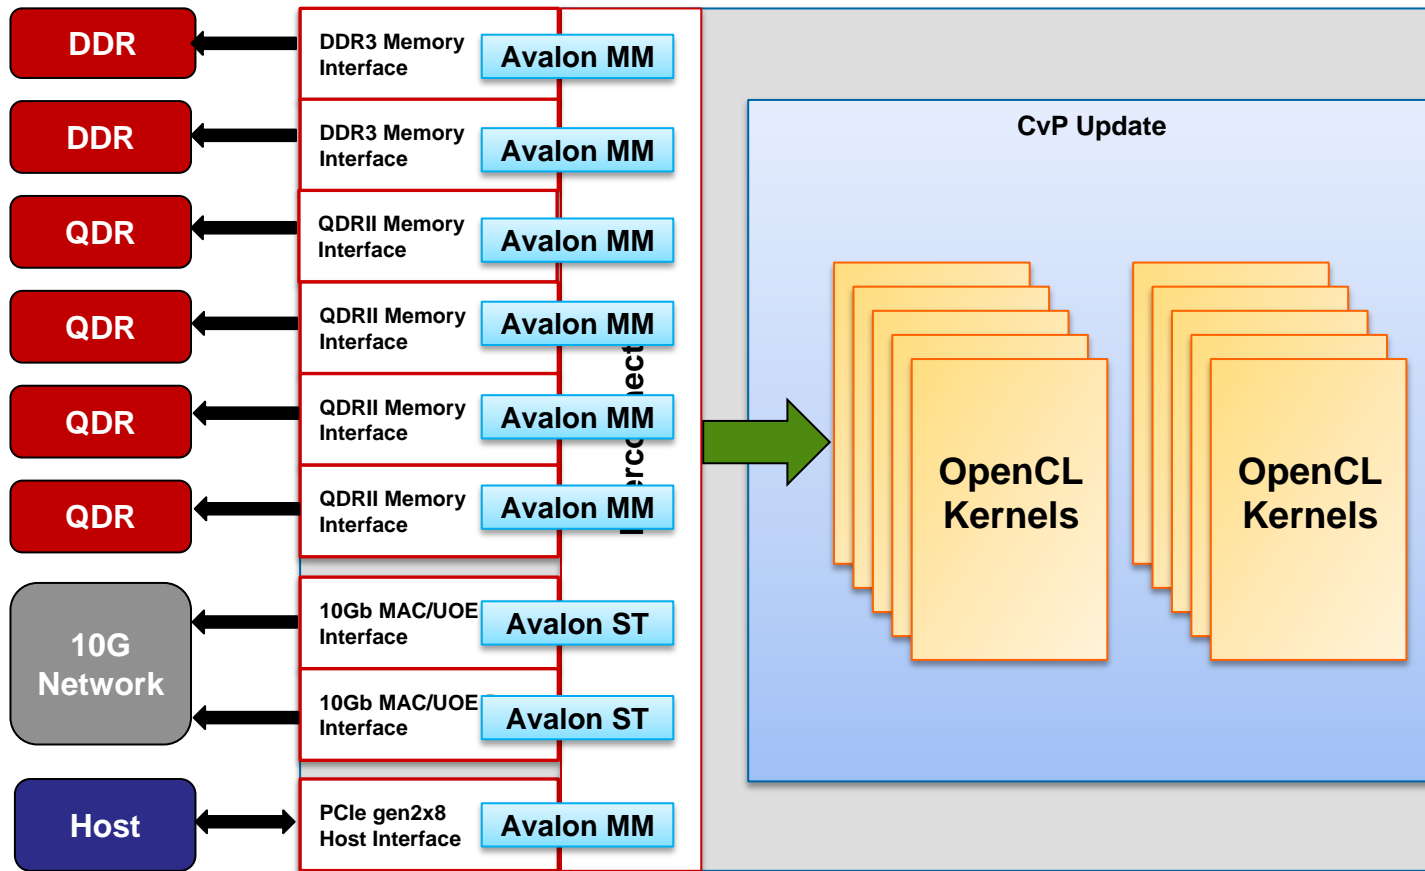 DDR
DDR3 Memory
Interface
Avalon MM
DDR
DDR3 Memory
Interface
Avalon MM
QDR
QDRII Memory
Interface
Avalon MM
QDR
QDRII Memory
Interface
Avalon MM
QDR
QDRII Memory
Interface
Avalon MM
QDR
QDRII Memory
Interface
Avalon MM
10G
Network
10Gb MAC/UOE
Interface
Avalon ST
10Gb MAC/UOE
Interface
Avalon ST
Host
PCIe gen2x8
Host Interface
Avalon MM
CvP Update
OpenCL
Kernels
OpenCL
Kernels